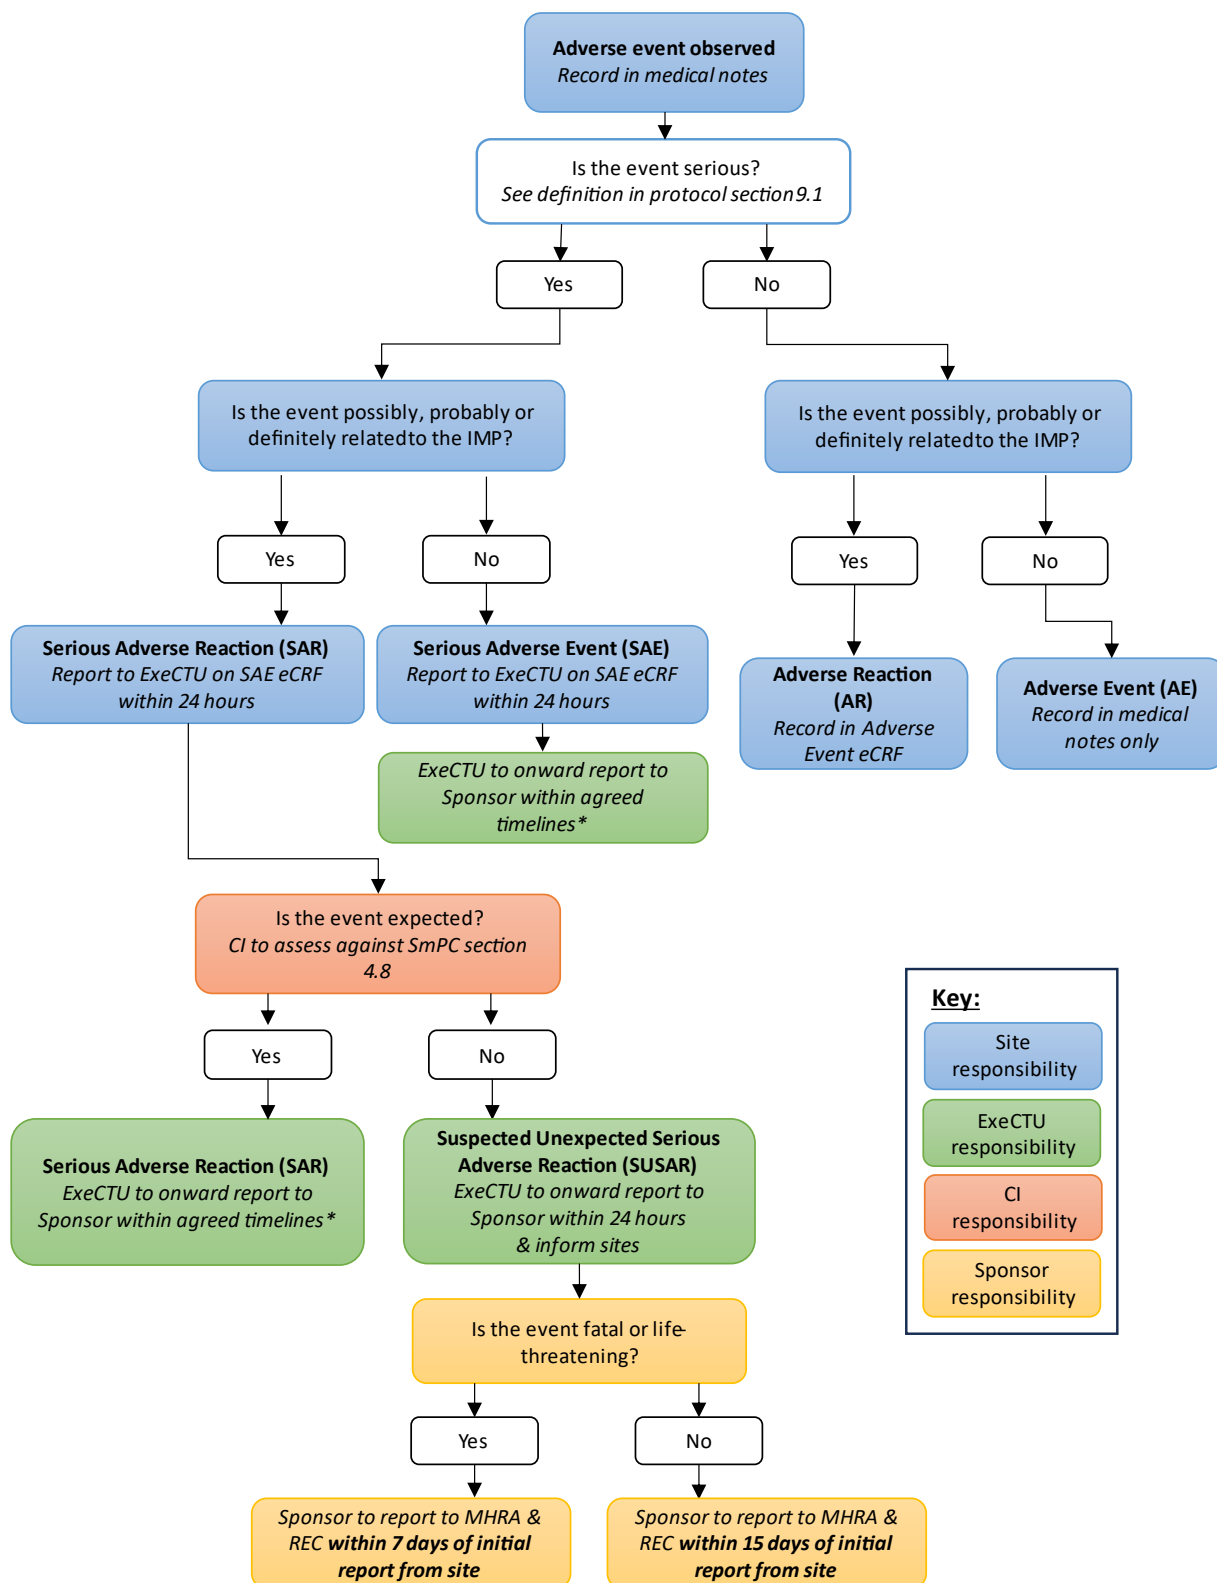 Adverse event observed
Record in medical notes
Is the event serious?
See definition in protocol section 9.1
Yes
No
Is the event possibly, probably or
definitely relatedto the IMP?
Is the event possibly, probably or
definitely relatedto the IMP?
Yes
No
Yes
No
Serious Adverse Reaction (SAR)
Report to ExeCTU on SAE eCRF
within 24 hours
Serious Adverse Event (SAE)
Report to ExeCTU on SAE eCRF
within 24 hours
Adverse Reaction
(AR)
Record in Adverse
Event eCRF
Adverse Event (AE)
Record in medical
notes only
ExeCTU to onward report to
Sponsor within agreed
timelines*
Is the event expected?
CI to assess against SmPC section
4.8
Yes
No
Serious Adverse Reaction (SAR)
ExeCTU to onward report to
Sponsor within agreed timelines*
Suspected Unexpected Serious
Adverse Reaction (SUSAR)
ExeCTU to onward report to
Sponsor within 24 hours
& inform sites
Is the event fatal or life-
threatening?
Yes
No
Sponsor to report to MHRA &
REC within 7 days of initial
report from site
Sponsor to report to MHRA &
REC within 15 days of initial
report from site
Key:
Site
responsibility
ExeCTU
responsibility
CI
responsibility
Sponsor
responsibility